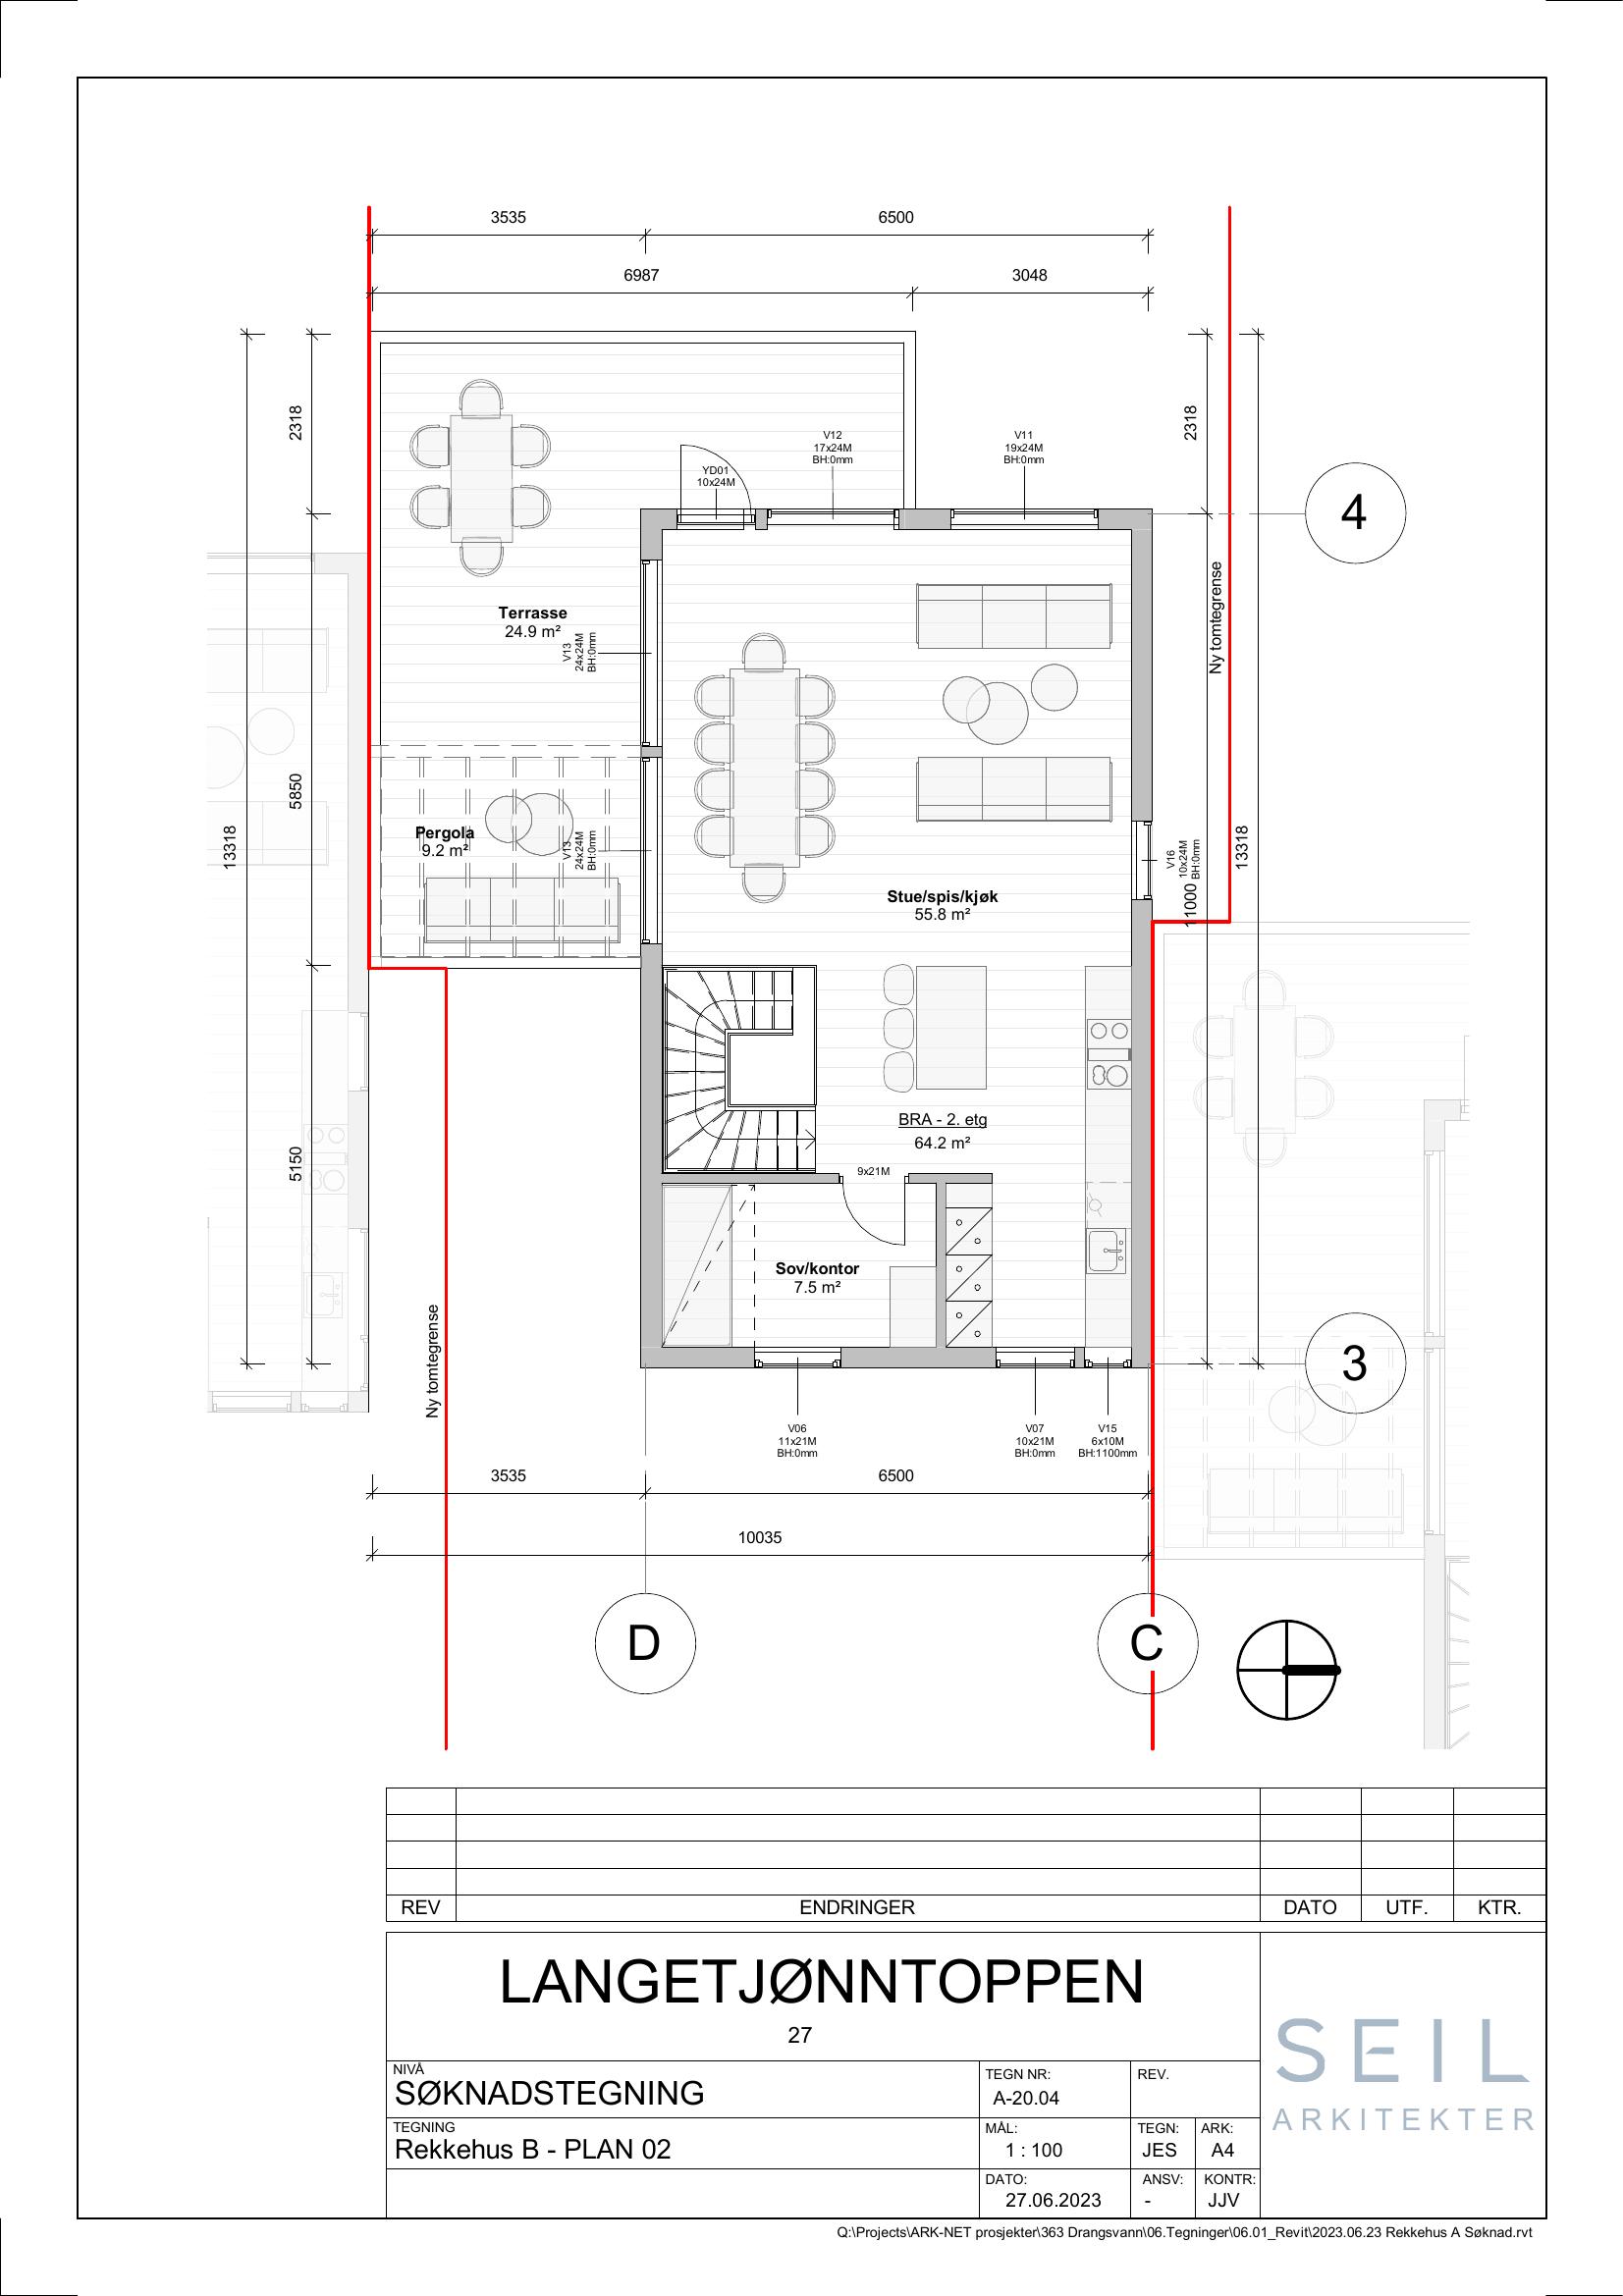 3535
6500
6987
3048
2318
2318
V12
17x24M
BH:0mm
V11
19x24M
BH:0mm
YD01
10x24M
4
Ny tomtegrense
Terrasse
24.9 m²
V13
24x24M
BH:0mm
5850
13318
Pergola
9.2 m²
V13
24x24M
BH:0mm
V16
10x24M
BH:0mm
13318
11000
Stue/spis/kjøk
55.8 m²
BRA - 2. etg
64.2 m²
5150
9x21M
Sov/kontor
7.5 m²
Ny tomtegrense
3
V06
11x21M
BH:0mm
V07
10x21M
BH:0mm
V15
6x10M
BH:1100mm
3535
6500
10035
D
C
REV
ENDRINGER
DATO
UTF.
KTR.
LANGETJØNNTOPPEN
27
NIVÅ
SØKNADSTEGNING
TEGN NR:
A-20.04
REV.
TEGNING
Rekkehus B - PLAN 02
MÅL:
1 : 100
TEGN:
JES
ARK:
A4
DATO:
27.06.2023
ANSV:
-
KONTR:
JJV
SEIL
ARKITEKTER
Q:\Projects\ARK-NET prosjekter\363 Drangsvann\06.Tegninger\06.01_Revit\2023.06.23 Rekkehus A Søknad.rvt